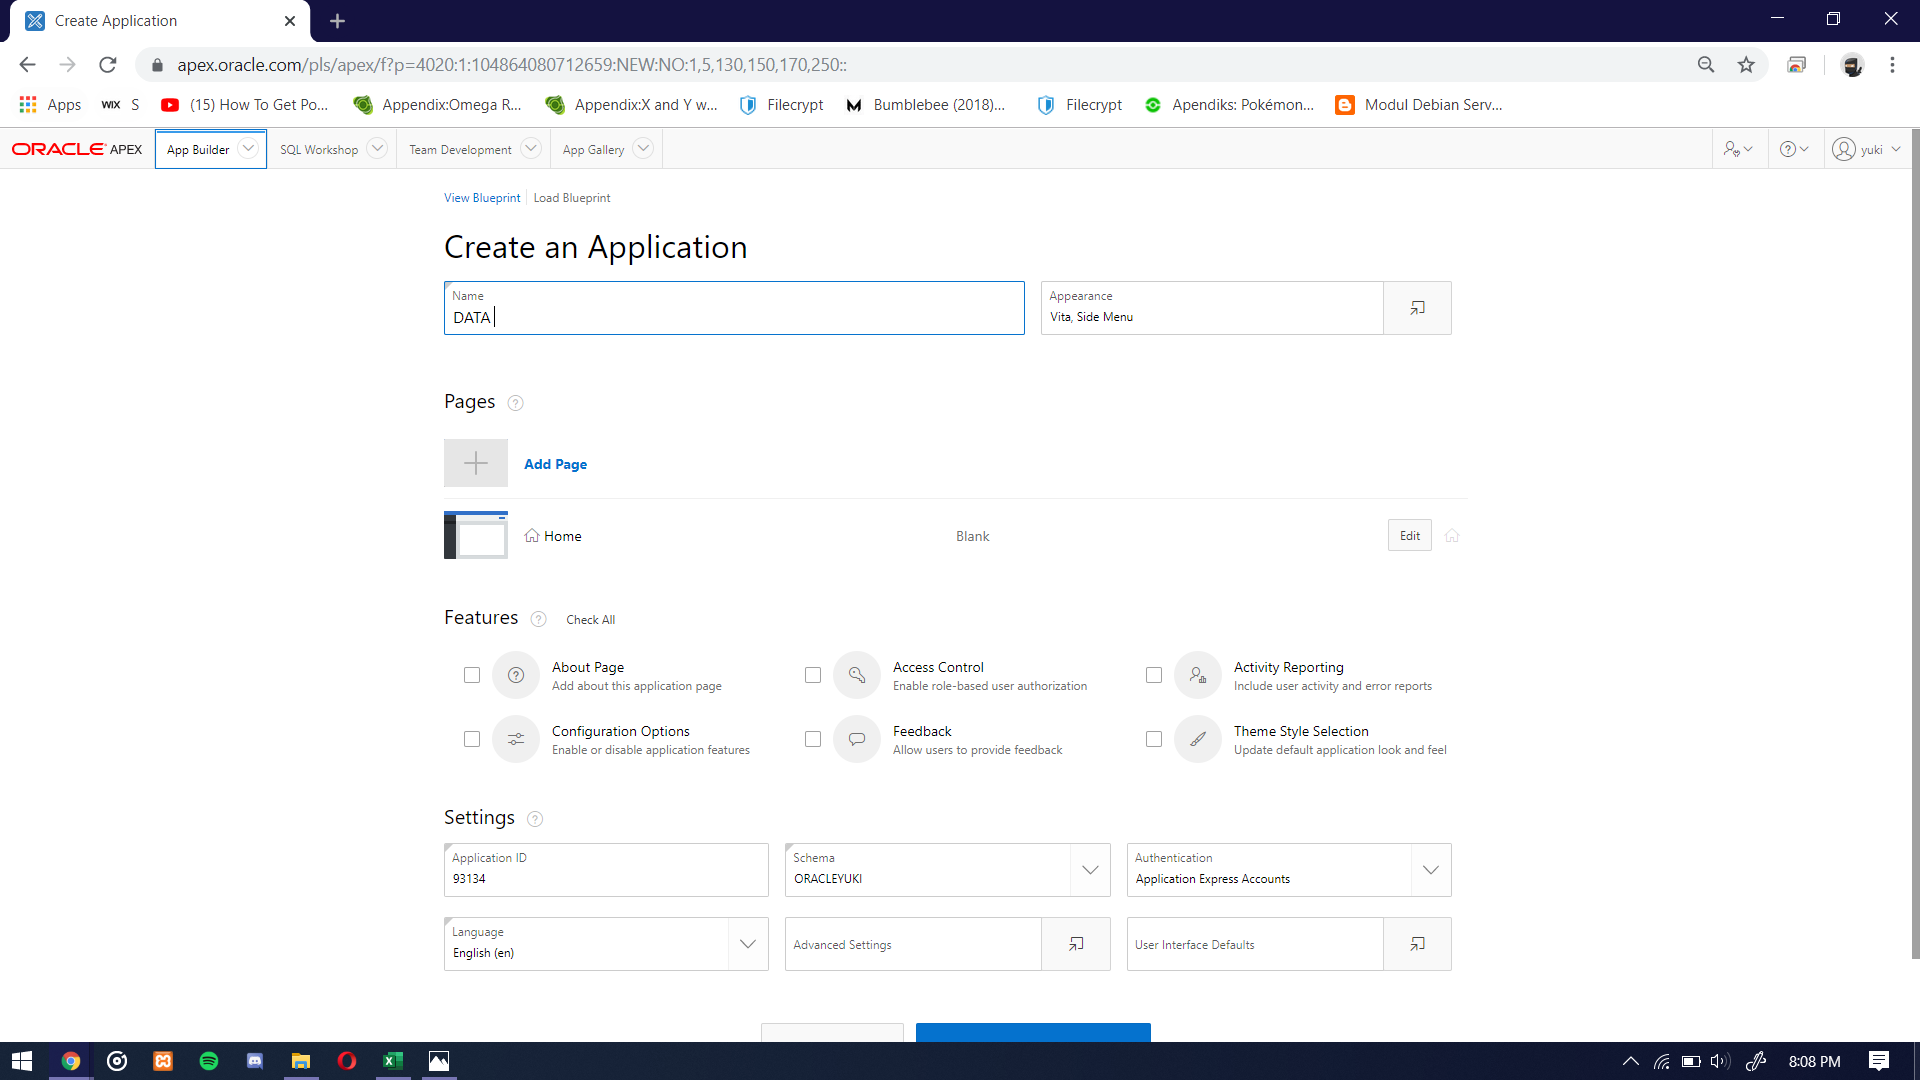 Create Application
apex.oracle.com/pls/apex/f?p=4020:1:104864080712659:NEW:NO:1,5,130,150,170,250::
Apps WIX S (15) How To Get Po... Appendix:Omega R... Appendix:X and Y w... Filecrypt Bumblebee (2018)... Filecrypt Apendiks: Pokémon... Modul Debian Serv...
ORACLE APEX App Builder SQL Workshop Team Development App Gallery yuki
View Blueprint Load Blueprint
Create an Application
Name
DATA
Appearance
Vita, Side Menu
Pages
Add Page
Home Blank Edit
Features Check All
About Page
Add about this application page
Access Control
Enable role-based user authorization
Activity Reporting
Include user activity and error reports
Configuration Options
Enable or disable application features
Feedback
Allow users to provide feedback
Theme Style Selection
Update default application look and feel
Settings
Application ID
93134
Schema
ORACLEYUKI
Authentication
Application Express Accounts
Language
English (en)
Advanced Settings
User Interface Defaults
8:08 PM